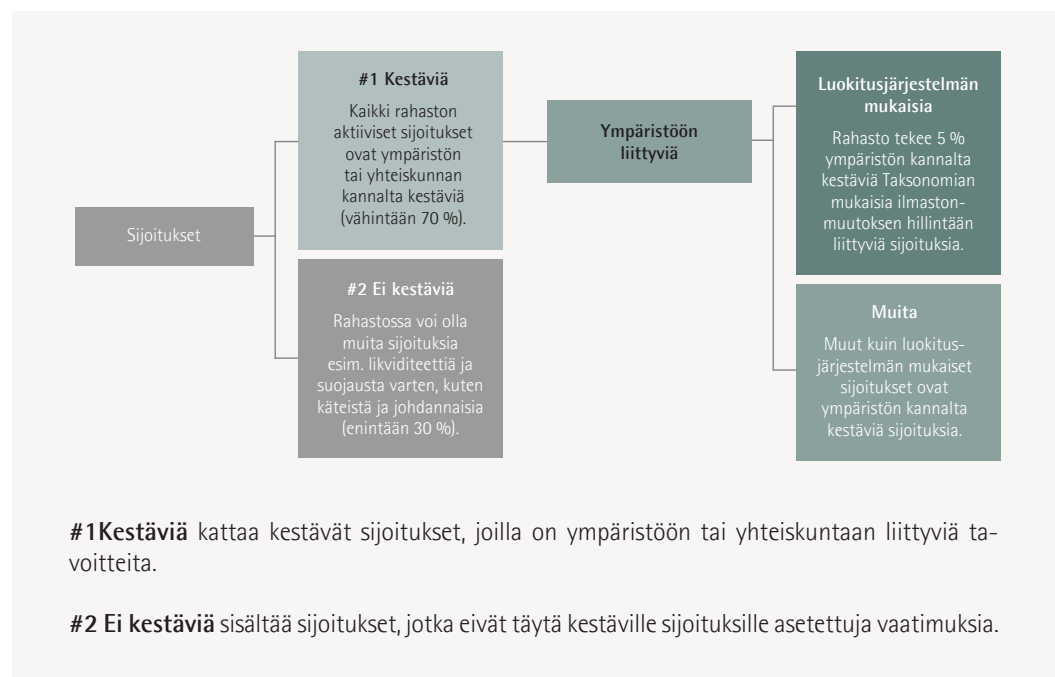 Sijoitukset
#1 Kestäviä
Kaikki rahaston
aktiiviset sijoitukset
ovat ympäristön
tai yhteiskunnan
kannalta kestäviä
(vähintään 70 %).
#2 Ei kestäviä
Rahastossa voi olla
muita sijoituksia
esim. likviditeettiä ja
suojausta varten, kuten
käteistä ja johdannaisia
(enintään 30 %).
Ympäristöön
liittyviä
Luokitusjärjestelmän
mukaisia
Rahasto tekee 5 %
ympäristön kannalta
kestäviä Taksonomian
mukaisia ilmaston-
muutoksen hillintään
liittyviä sijoituksia.
Muita
Muut kuin luokitus-
järjestelmän mukaiset
sijoitukset ovat
ympäristön kannalta
kestäviä sijoituksia.
#1Kestäviä kattaa kestävät sijoitukset, joilla on ympäristöön tai yhteiskuntaan liittyviä ta-
voitteita.
#2 Ei kestäviä sisältää sijoitukset, jotka eivät täytä kestäville sijoituksille asetettuja vaatimuksia.